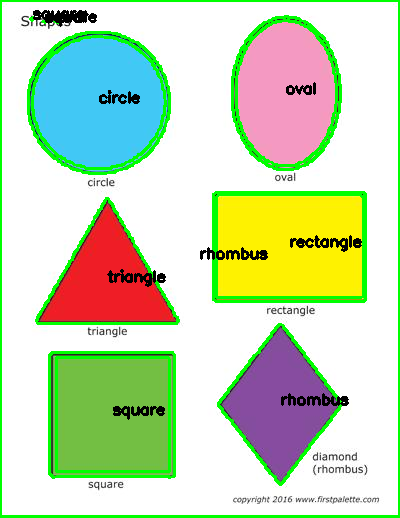 Shapes
square
circle
oval
circle
oval
rhombus
rectangle
triangle
triangle
rectangle
square
rhombus
square
diamond
(rhombus)
copyright 2016 www.firstpalette.com